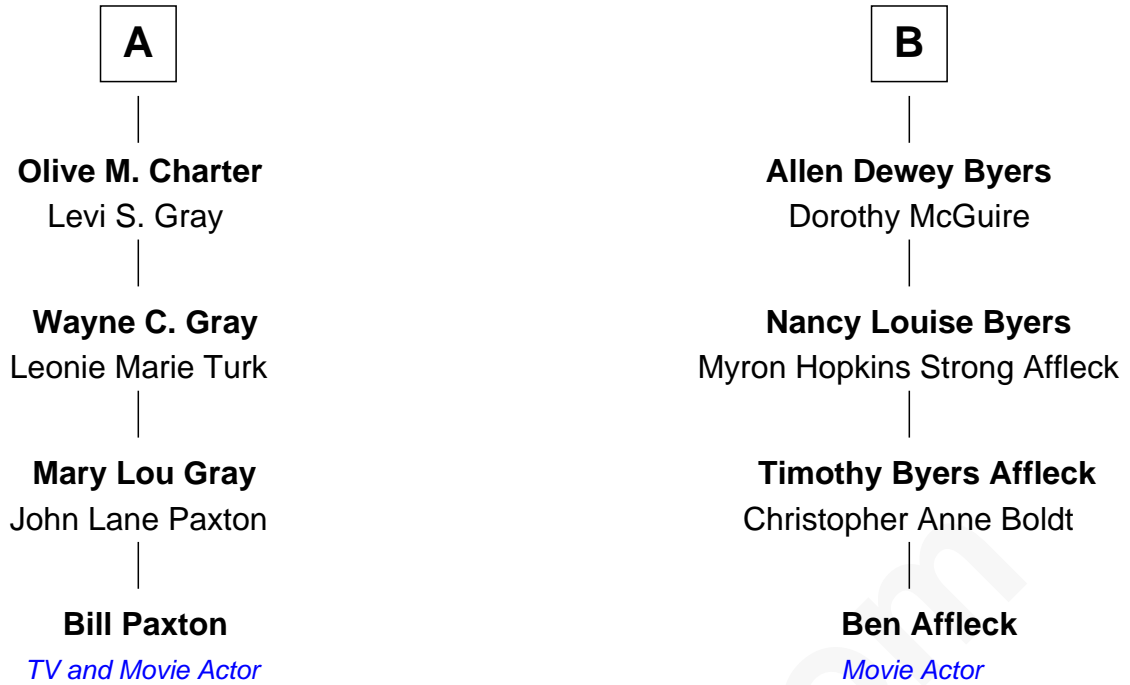 A
Olive M. Charter
Levi S. Gray
Wayne C. Gray
Leonie Marie Turk
Mary Lou Gray
John Lane Paxton
Bill Paxton
TV and Movie Actor
B
Allen Dewey Byers
Dorothy McGuire
Nancy Louise Byers
Myron Hopkins Strong Affleck
Timothy Byers Affleck
Christopher Anne Boldt
Ben Affleck
Movie Actor
om